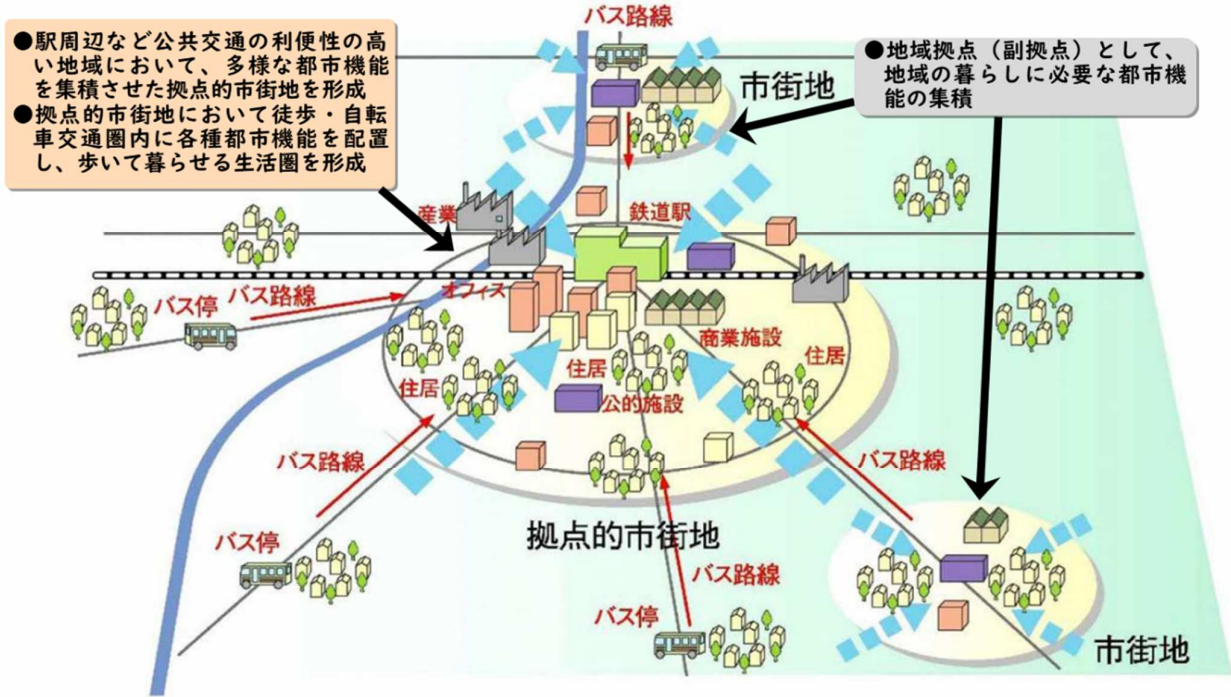 バス路線
●駅周辺など公共交通の利便性の高
い地域において、多様な都市機能
を集積させた拠点的市街地を形成
●拠点的市街地において徒歩・自転
車交通圏内に各種都市機能を配置
し、歩いて暮らせる生活圏を形成
●地域拠点（副拠点）として、
地域の暮らしに必要な都市機
能の集積
市街地
産業
鉄道駅
オフィス
バス停
バス路線
商業施設
住居
住居
住居
公的施設
バス路線
バス路線
拠点的市街地
バス停
バス路線
バス停
市街地